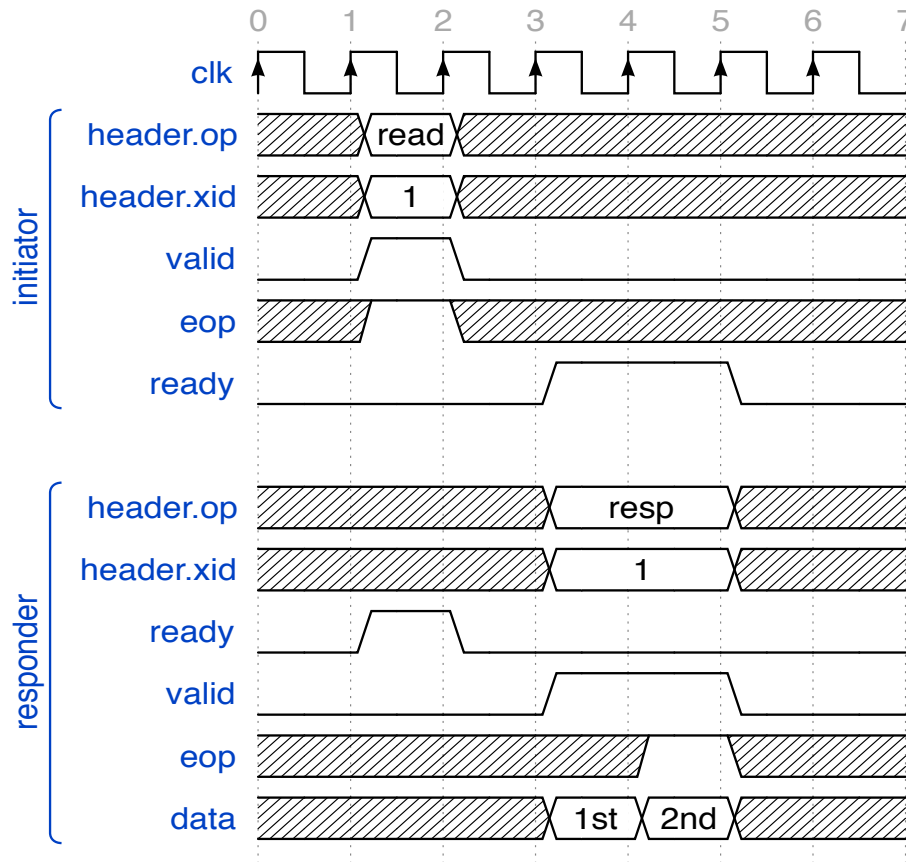 0 1 2 3 4 5 6 7
clk
initiator
header.op read
header.xid 1
valid
eop
ready
responder
header.op resp
header.xid 1
ready
valid
eop
data 1st 2nd